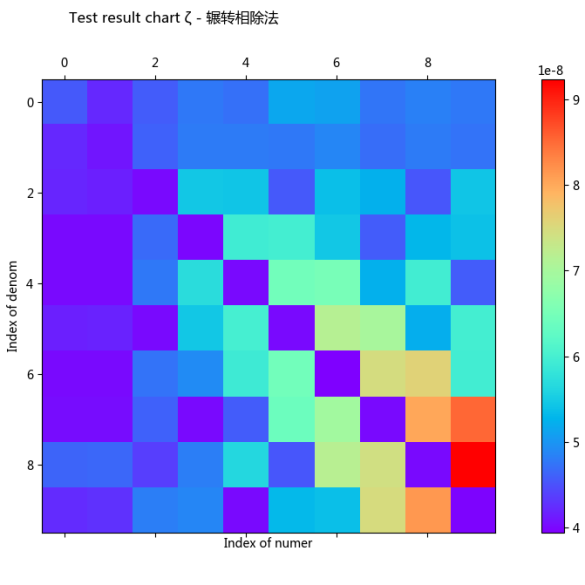 Test result chart ζ - 辗转相除法
0 2 4 6 8
1e-8
0
2
4
6
8
Index of denom
9
8
7
6
5
4
Index of numer